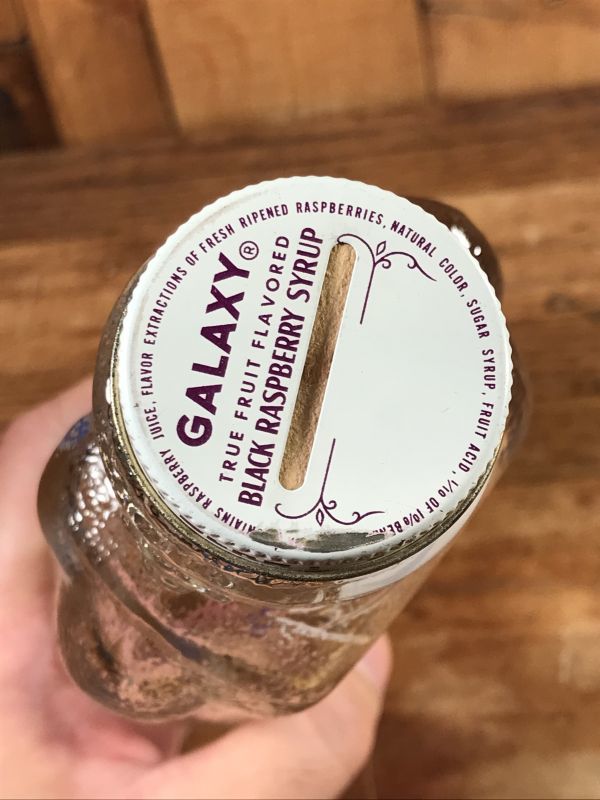 GALAXY®
TRUE FRUIT FLAVORED
BLACK RASPBERRY SYRUP
RASPBERRY JUICE, FLAVOR EXTRACTIONS OF FRESH RIPENED RASPBERRIES, NATURAL COLOR, SUGAR SYRUP, FRUIT ACID, 1/10 OF 1%